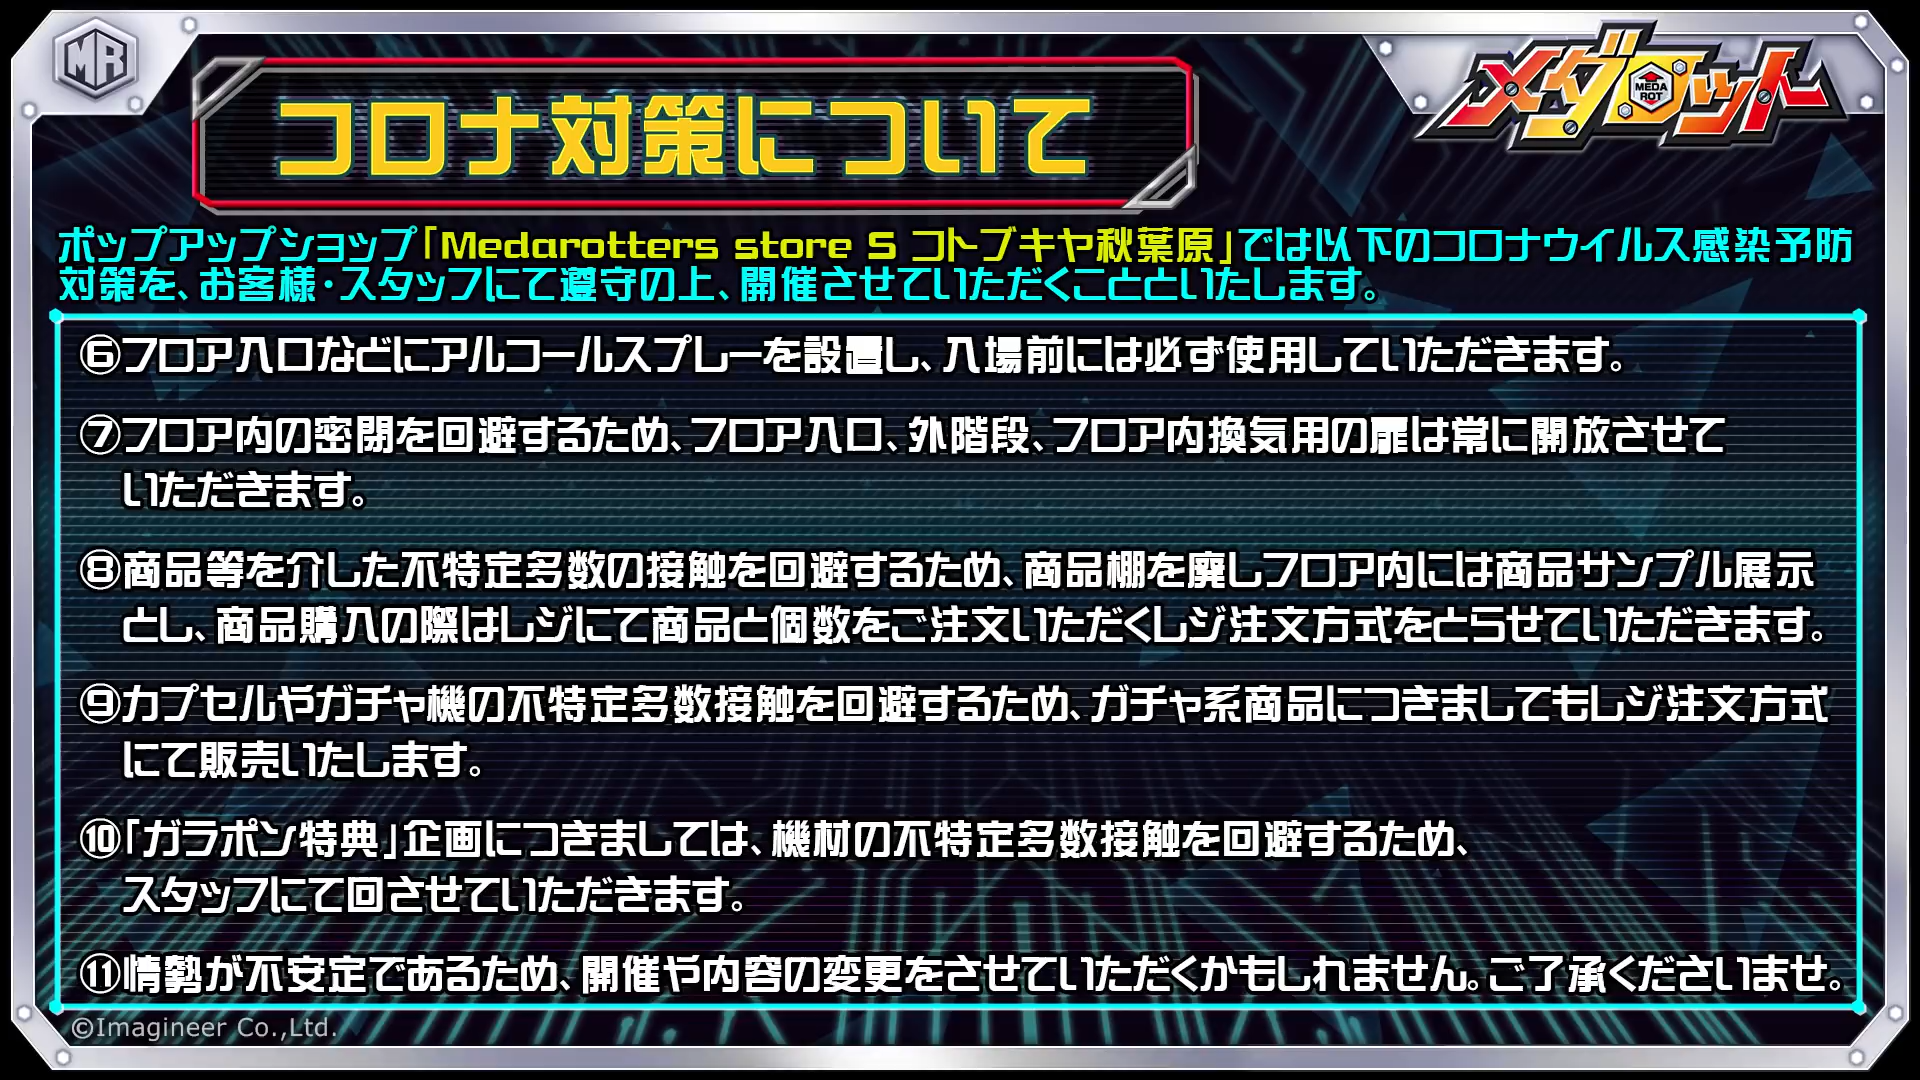 MR
コロナ対策について
メダロット
MEDA
ROT
ポップアップショップ「Medarotters store S コトブキヤ秋葉原」では以下のコロナウイルス感染予防
対策を、お客様・スタッフにて遵守の上、開催させていただくことといたします。
⑥フロア入口などにアルコールスプレーを設置し、入場前には必ず使用していただきます。
⑦フロア内の密閉を回避するため、フロア入口、外階段、フロア内換気用の扉は常に開放させて
いただきます。
⑧商品等を介した不特定多数の接触を回避するため、商品棚を廃しフロア内には商品サンプル展示
とし、商品購入の際はレジにて商品と個数をご注文いただくレジ注文方式をとらせていただきます。
⑨カプセルやガチャ機の不特定多数接触を回避するため、ガチャ系商品につきましてもレジ注文方式
にて販売いたします。
⑩「ガラポン特典」企画につきましては、機材の不特定多数接触を回避するため、
スタッフにて回させていただきます。
⑪情勢が不安定であるため、開催や内容の変更をさせていただくかもしれません。ご了承くださいませ。
©Imagineer Co.,Ltd.